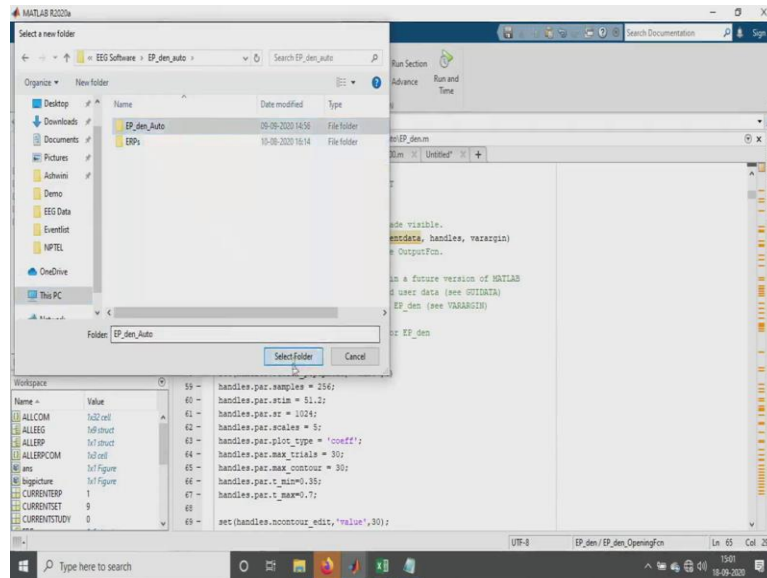 MATLAB R2020a
Select a new folder
Search Documentation
Sign
« EEG Software > EP_den_auto >
Search EP_den_auto
Run Section
Advance
Run and
Time
Organize
New folder
Desktop
Downloads
Documents
Pictures
Ashwini
Demo
EEG Data
Eventlist
NPTEL
OneDrive
This PC
Name
Date modified
Type
EP_den_Auto
09-09-2020 14:56
File folder
ERPs
10-08-2020 16:14
File folder
Folder:
EP_den_Auto
Select Folder
Cancel
to\EP_den.m
Untitled*
ade visible.
entdata, handles, varargin)
e OutputFcn.
in a future version of MATLAB
d user data (see GUIDATA)
EP_den (see VARARGIN)
or EP_den
Workspace
Name
Value
ALLCOM
1x32 cell
ALLEEG
1x9 struct
ALLERP
1x1 struct
ALLERPCOM
1x3 cell
ans
1x1 Figure
bigpicture
1x1 Figure
CURRENTERP
1
CURRENTSET
9
CURRENTSTUDY
0
59 - handles.par.samples = 256;
60 - handles.par.stim = 51.2;
61 - handles.par.sr = 1024;
62 - handles.par.scales = 5;
63 - handles.par.plot_type = 'coeff';
64 - handles.par.max_trials = 30;
65 - handles.par.max_contour = 30;
66 - handles.par.t_min=0.35;
67 - handles.par.t_max=0.7;
68
69 - set(handles.ncontour_edit,'value',30);
UTF-8
EP_den / EP_den_OpeningFcn
Ln 65
Col 2
Type here to search
15:01
18-09-2020